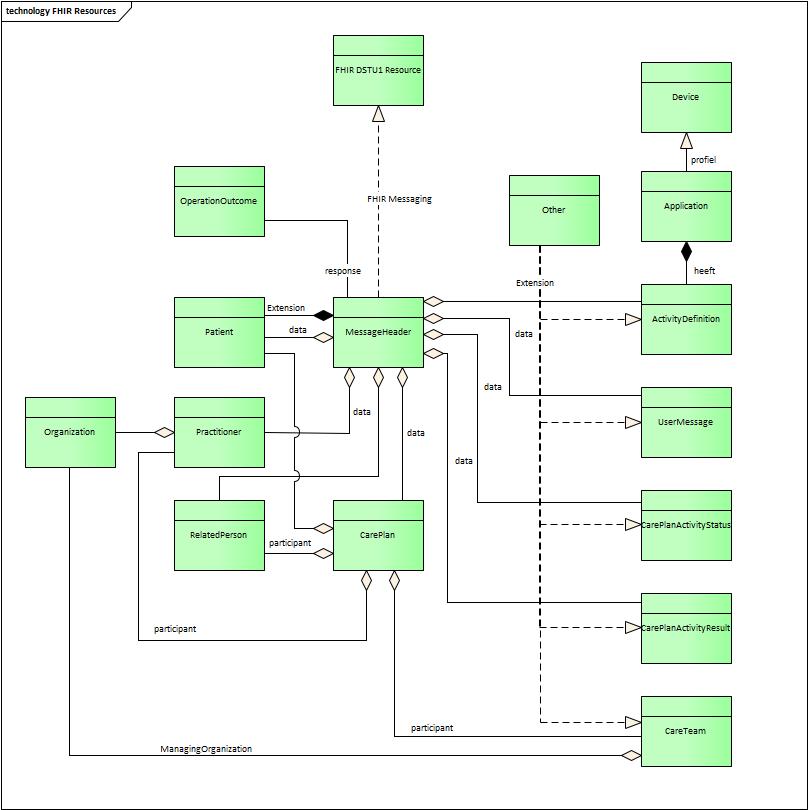 technology FHIR Resources
FHIR DSTU1 Resource
Device
profiel
OperationOutcome
FHIR Messaging
Other
Application
response
heeft
Extension
Extension
Patient
data
MessageHeader
data
ActivityDefinition
data
data
UserMessage
Organization
Practitioner
data
data
RelatedPerson
participant
CarePlan
CarePlanActivityStatus
participant
CarePlanActivityResult
participant
CareTeam
ManagingOrganization